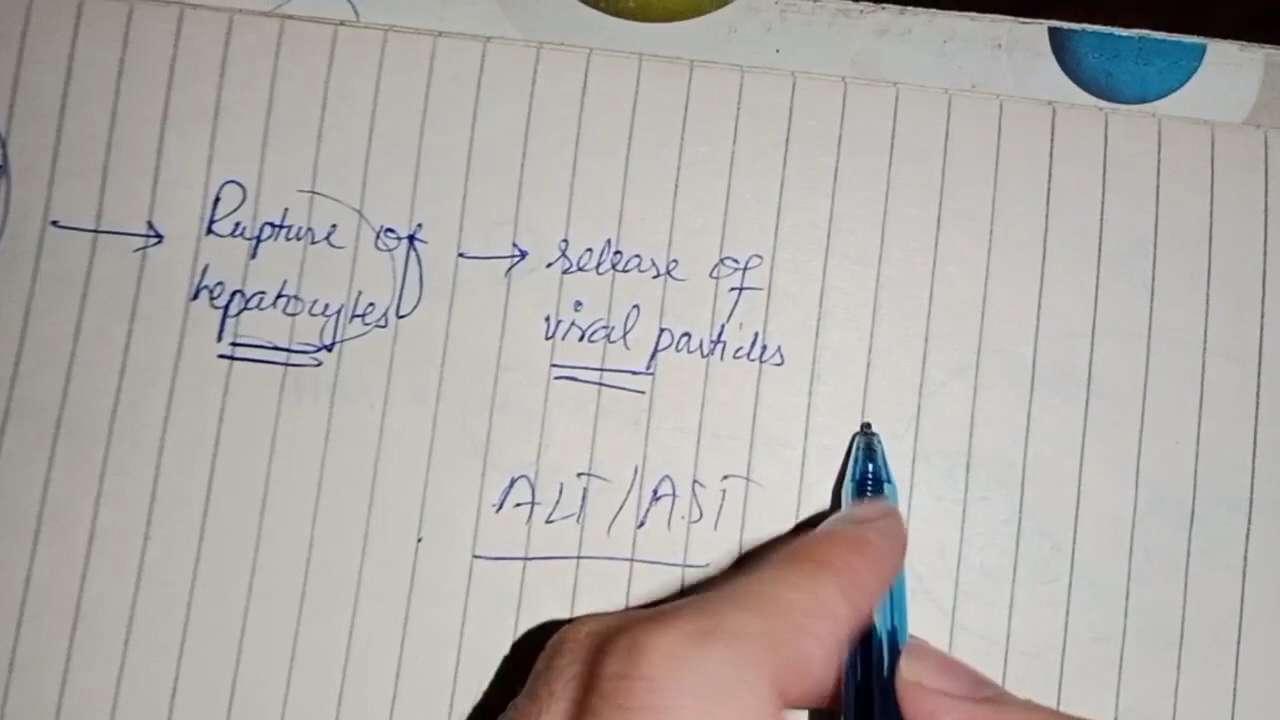 → Rupture of
hepatocytes
→ release of
viral particles
ALT/AST